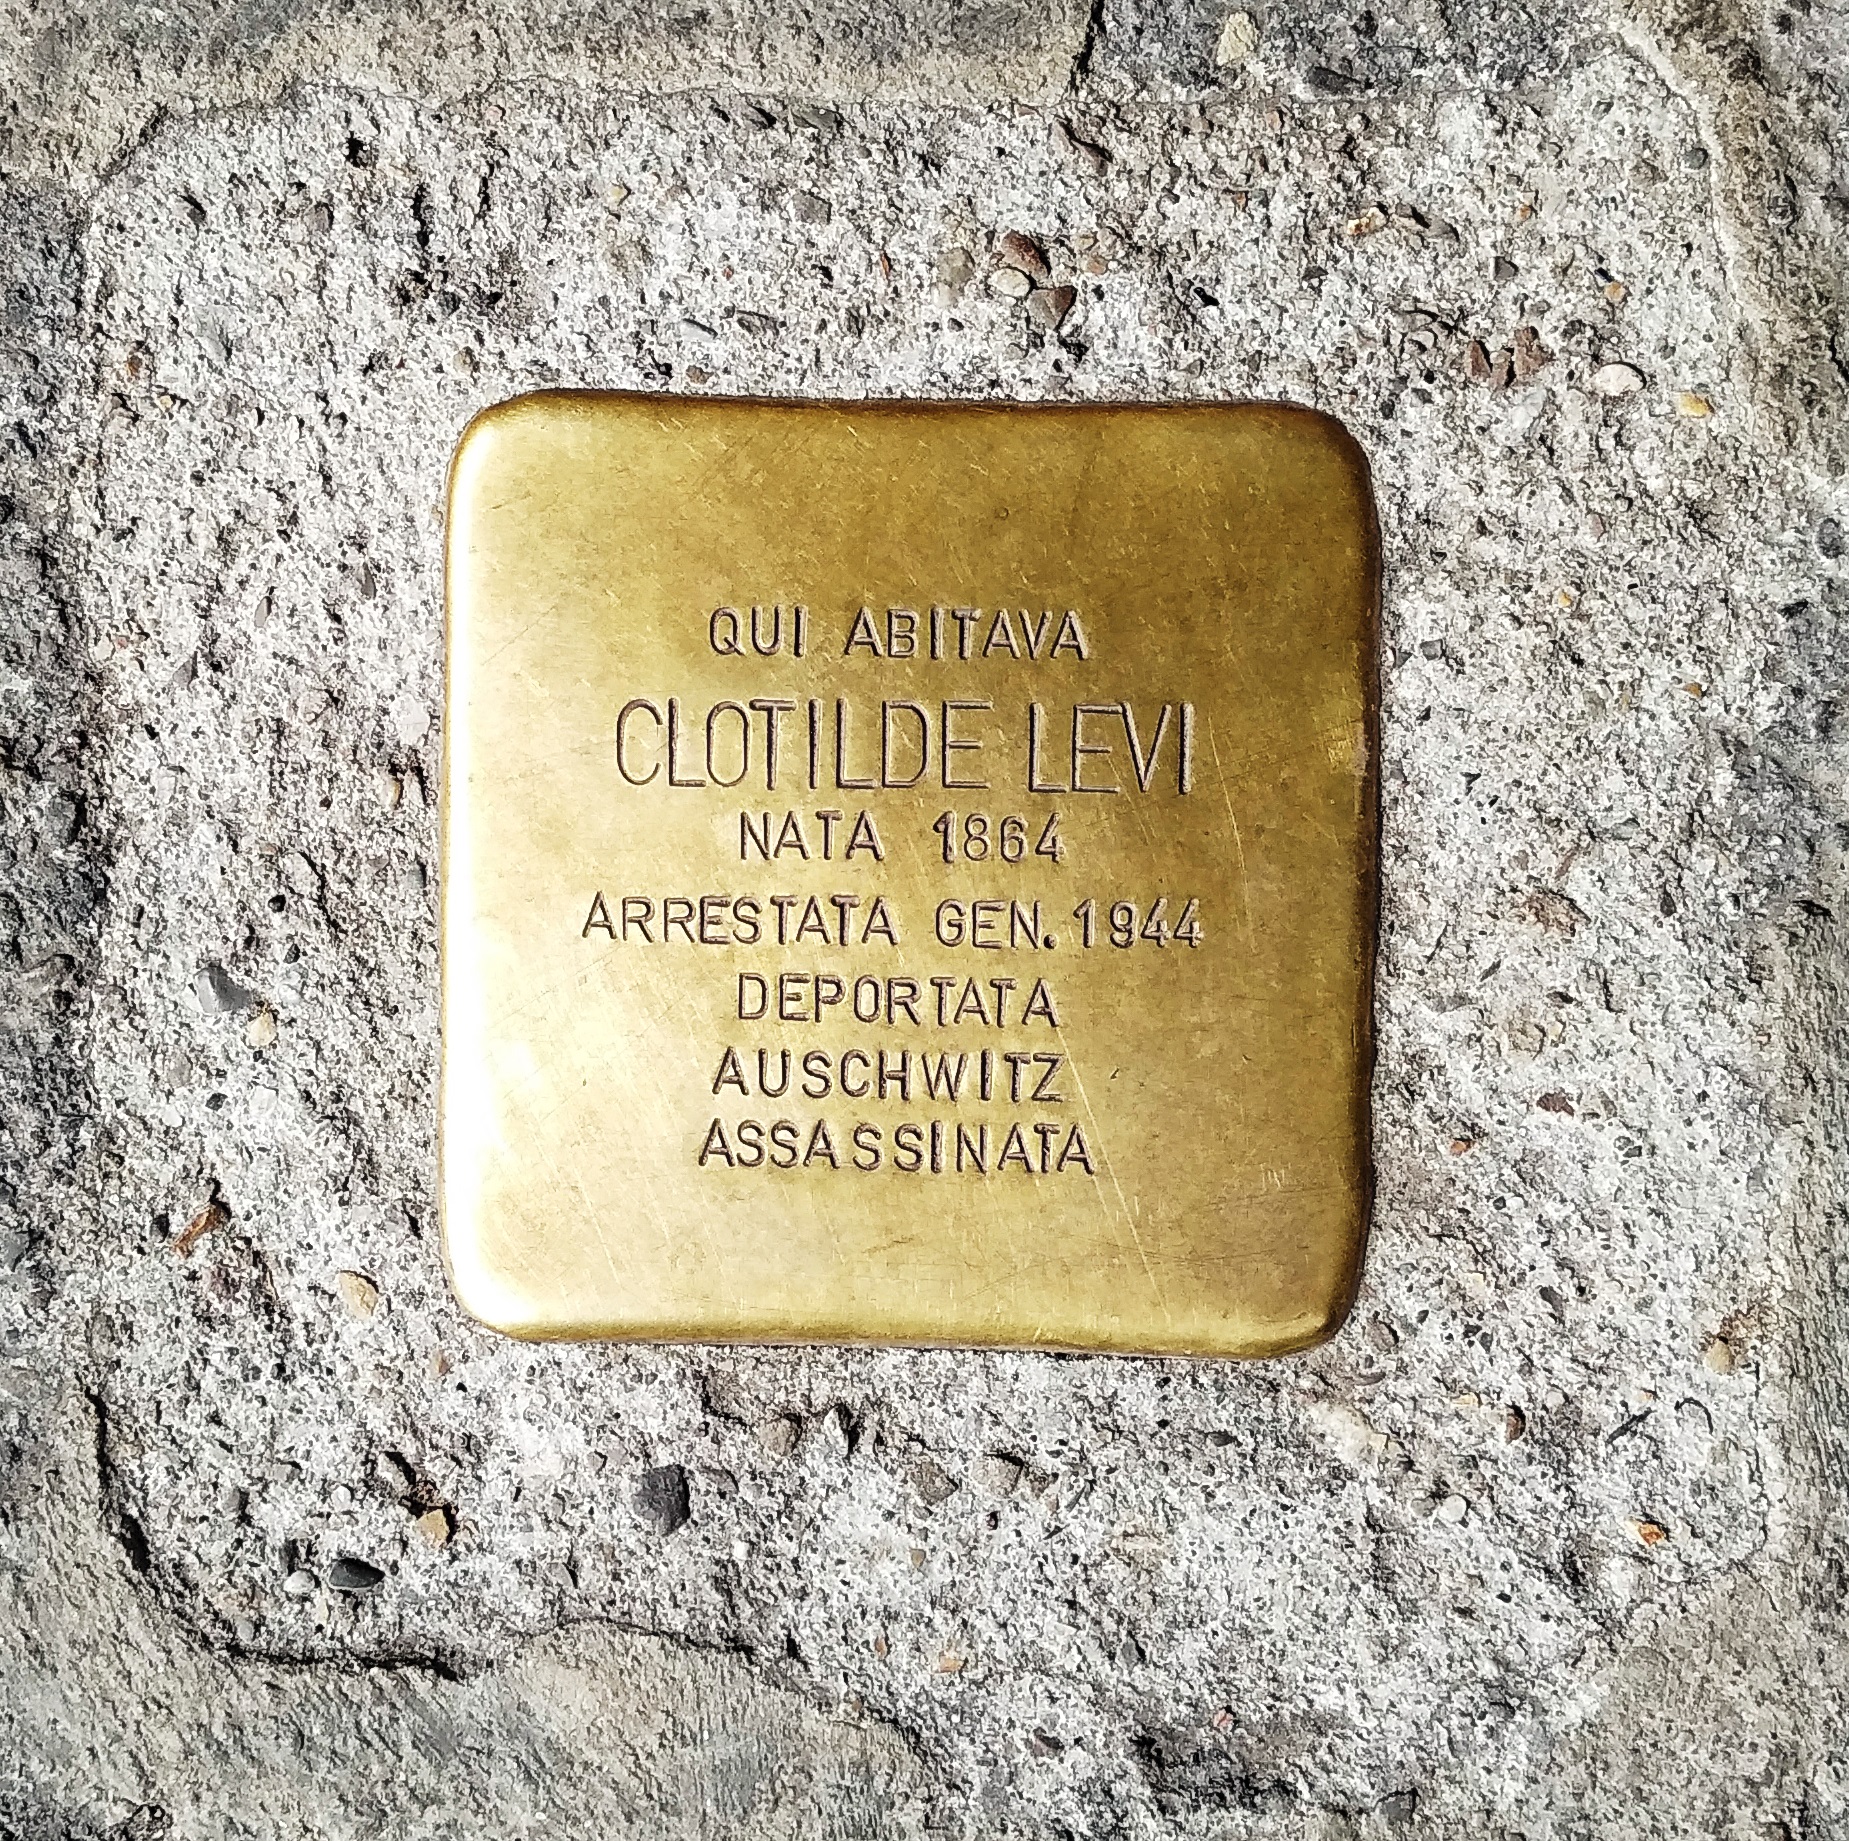 QUI ABITAVA
CLOTILDE LEVI
NATA 1864
ARRESTATA GEN. 1944
DEPORTATA
AUSCHWITZ
ASSASSINATA